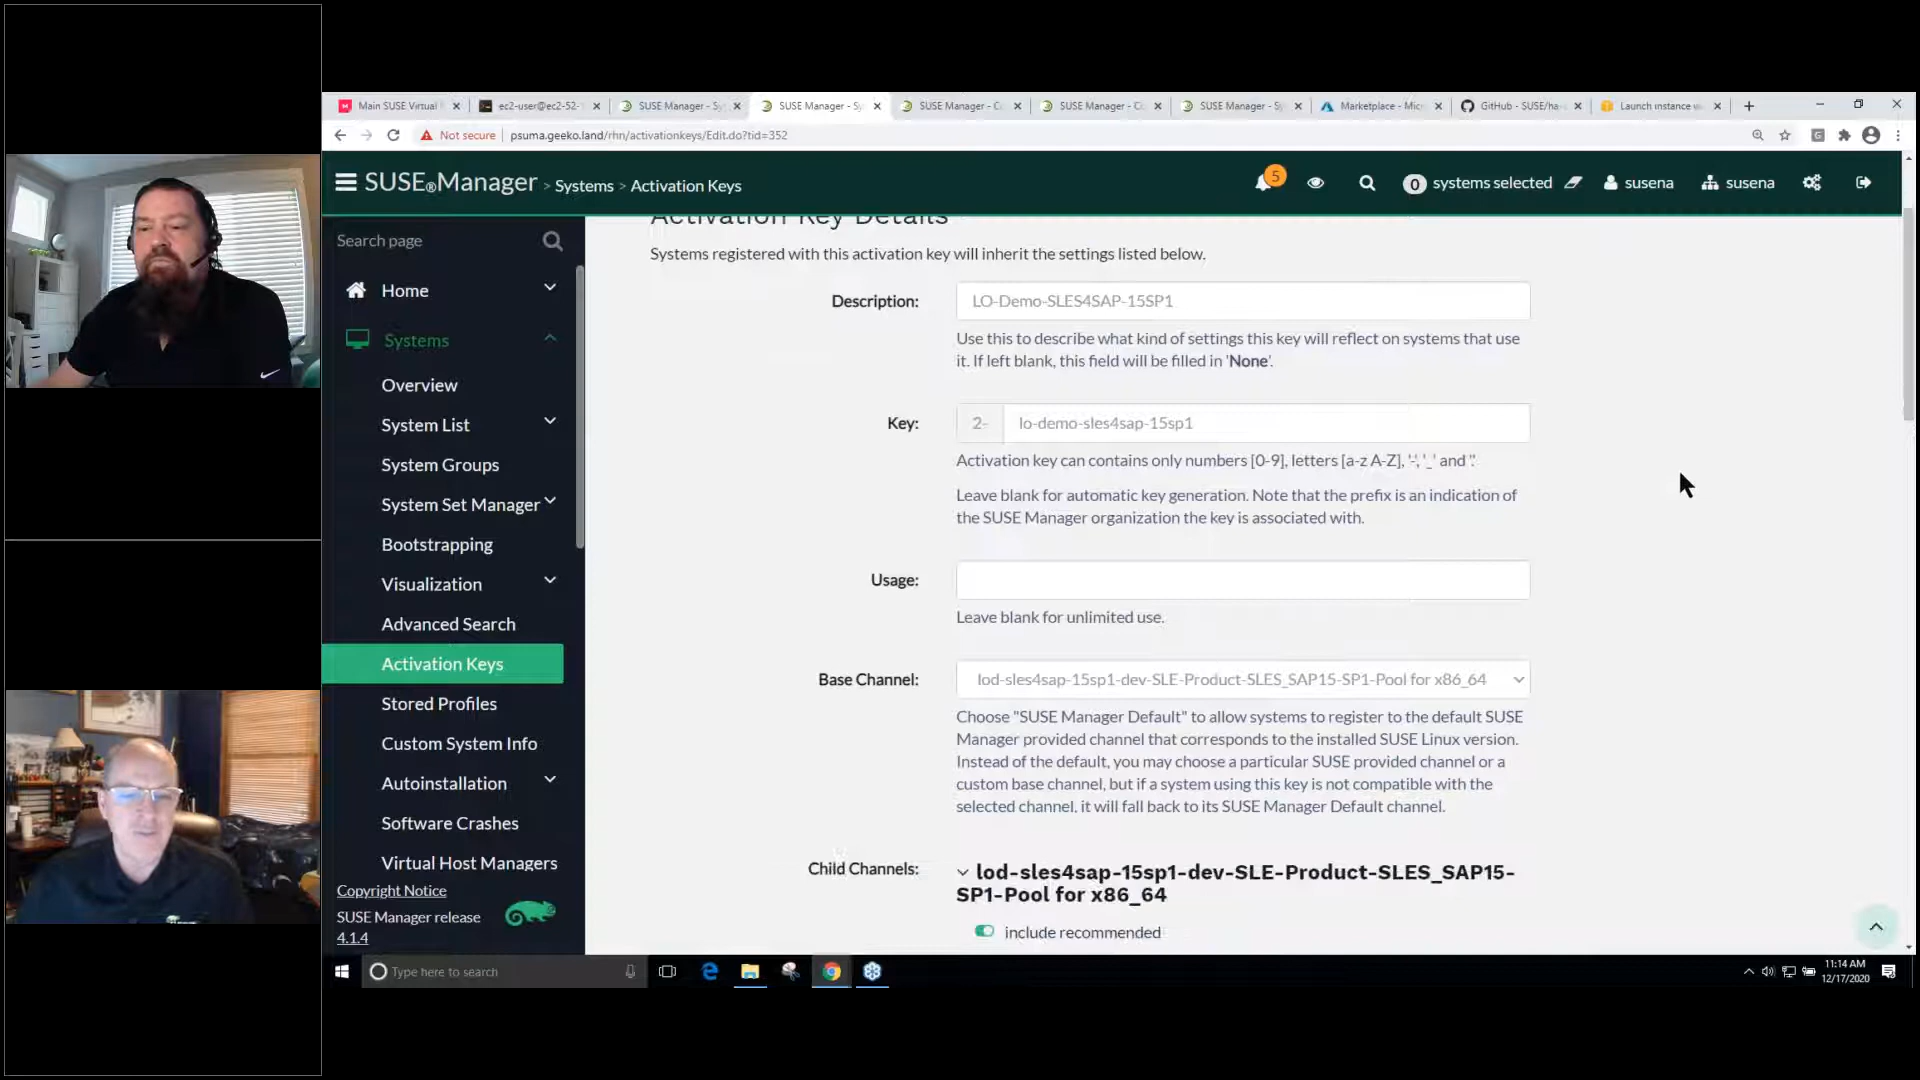 Main SUSE Virtual
ec2-user@ec2-52-
SUSE Manager - Sy
SUSE Manager - Sy
SUSE Manager - C
SUSE Manager - C
SUSE Manager - Sy
Marketplace - Micr
GitHub - SUSE/ha-
Launch instance w
Not secure
psuma.geeko.land/rhn/activationkeys/Edit.do?tid=352
SUSE®Manager > Systems > Activation Keys
5
0 systems selected
susena
susena
Search page
Home
Systems
Overview
System List
System Groups
System Set Manager
Bootstrapping
Visualization
Advanced Search
Activation Keys
Stored Profiles
Custom System Info
Autoinstallation
Software Crashes
Virtual Host Managers
Copyright Notice
SUSE Manager release
4.1.4
Activation Key Details
Systems registered with this activation key will inherit the settings listed below.
Description:
LO-Demo-SLES4SAP-15SP1
Use this to describe what kind of settings this key will reflect on systems that use
it. If left blank, this field will be filled in 'None'.
Key:
2- lo-demo-sles4sap-15sp1
Activation key can contains only numbers [0-9], letters [a-z A-Z], '-', '_' and '.'
Leave blank for automatic key generation. Note that the prefix is an indication of
the SUSE Manager organization the key is associated with.
Usage:
Leave blank for unlimited use.
Base Channel:
lod-sles4sap-15sp1-dev-SLE-Product-SLES_SAP15-SP1-Pool for x86_64
Choose "SUSE Manager Default" to allow systems to register to the default SUSE
Manager provided channel that corresponds to the installed SUSE Linux version.
Instead of the default, you may choose a particular SUSE provided channel or a
custom base channel, but if a system using this key is not compatible with the
selected channel, it will fall back to its SUSE Manager Default channel.
Child Channels:
lod-sles4sap-15sp1-dev-SLE-Product-SLES_SAP15-
SP1-Pool for x86_64
include recommended
Type here to search
11:14 AM
12/17/2020